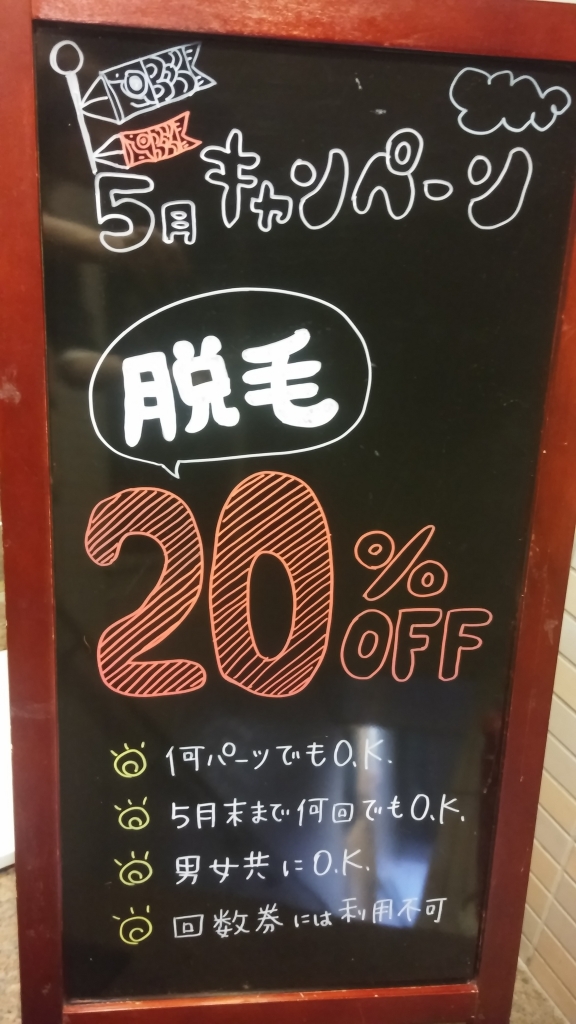 5月キャンペーン
脱毛
20%
OFF
何パーツでもO.K.
5月末まで何回でもO.K.
男女共にO.K.
回数券には利用不可